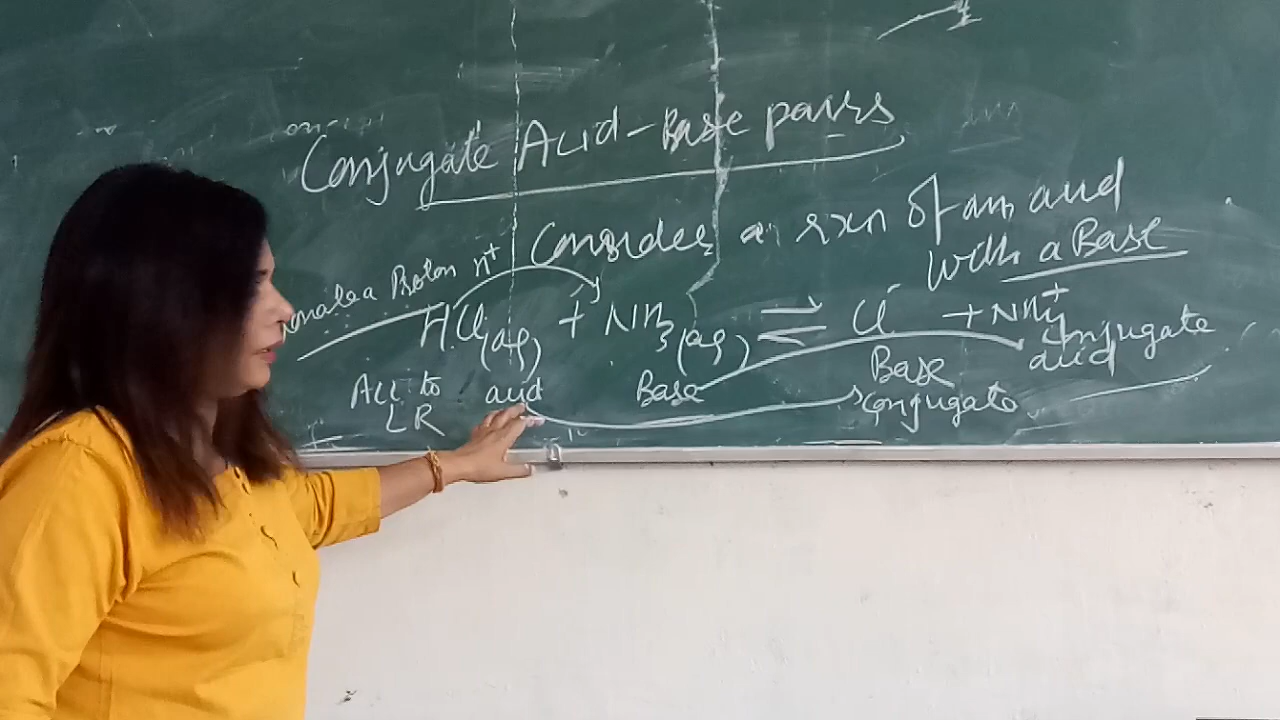 Conjugate Acid-Base pairs
Consider a rxn of an acid
with a Base
Donate a Proton H+
HCl(aq) + NH3(aq) ⇌ Cl- + NH4+
Acc to acid Base Base Conjugate acid
LR Conjugate